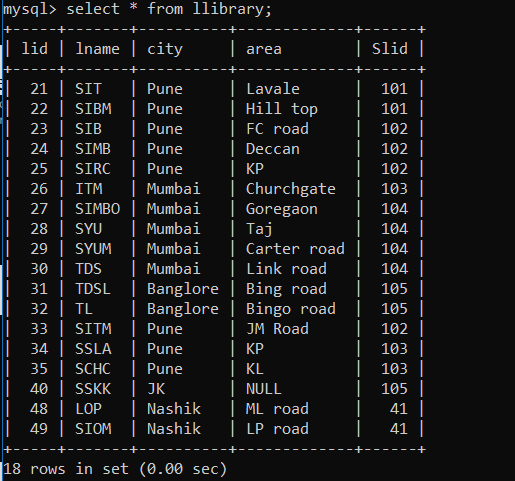 mysql> select * from llibrary;
+-----+-------+----------+-------------+------+
| lid | lname | city     | area        | Slid |
+-----+-------+----------+-------------+------+
|  21 | SIT   | Pune     | Lavale      |  101 |
|  22 | SIBM  | Pune     | Hill top    |  101 |
|  23 | SIB   | Pune     | FC road     |  102 |
|  24 | SIMB  | Pune     | Deccan      |  102 |
|  25 | SIRC  | Pune     | KP          |  102 |
|  26 | ITM   | Mumbai   | Churchgate  |  103 |
|  27 | SIMBO | Mumbai   | Goregaon    |  104 |
|  28 | SYU   | Mumbai   | Taj         |  104 |
|  29 | SYUM  | Mumbai   | Carter road |  104 |
|  30 | TDS   | Mumbai   | Link road   |  104 |
|  31 | TDSL  | Banglore | Bing road   |  105 |
|  32 | TL    | Banglore | Bingo road  |  105 |
|  33 | SITM  | Pune     | JM Road     |  102 |
|  34 | SSLA  | Pune     | KP          |  103 |
|  35 | SCHC  | Pune     | KL          |  103 |
|  40 | SSKK  | JK       | NULL        |  105 |
|  48 | LOP   | Nashik   | ML road     |   41 |
|  49 | SIOM  | Nashik   | LP road     |   41 |
+-----+-------+----------+-------------+------+
18 rows in set (0.00 sec)